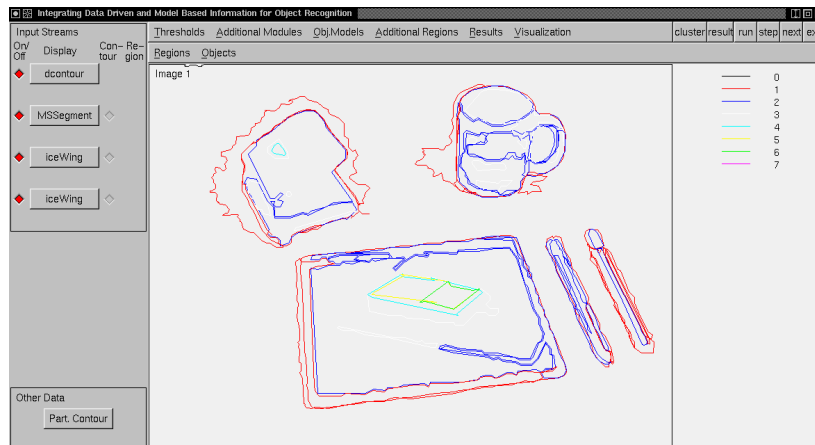 Integrating Data Driven and Model Based Information for Object Recognition
Input Streams
On/ Off Display Con- tour Re- gion
dcontour
MSSegment
iceWing
iceWing
Other Data
Part. Contour
Thresholds Additional Modules Obj.Models Additional Regions Results Visualization
cluster result run step next ex
Regions Objects
Image 1
0
1
2
3
4
5
6
7